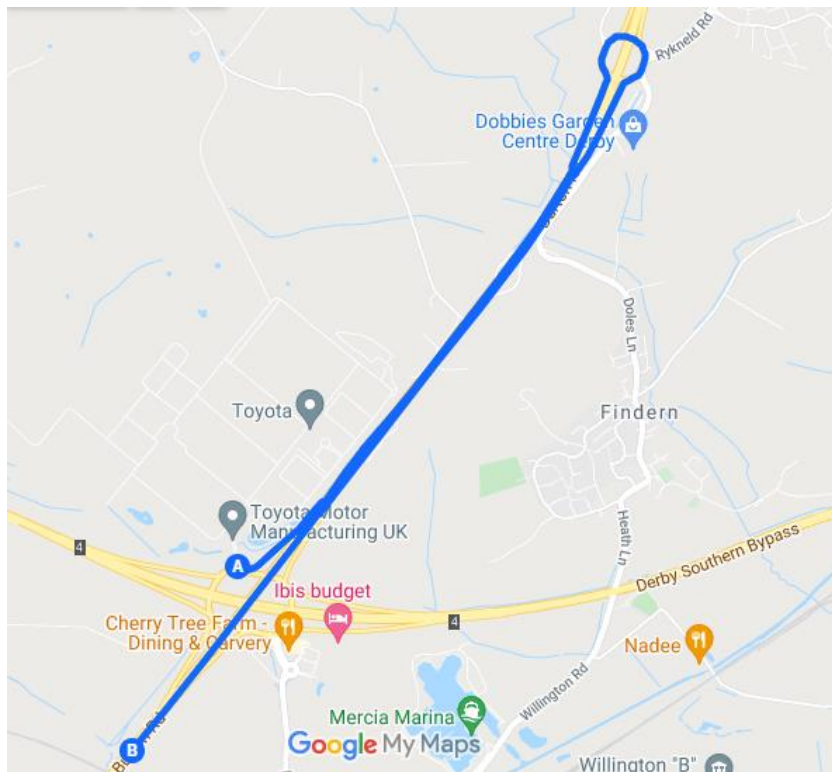 Rykneld Rd
Dobbies Garden
Centre Derby
Doles Ln
Toyota
Findern
Toyota Motor
Manufacturing UK
A
Heath Ln
4
Derby Southern Bypass
Ibis budget
4
Cherry Tree Farm -
Dining & Carvery
Nadee
Willington Rd
Mercia Marina
B
Google My Maps
Willington "B"